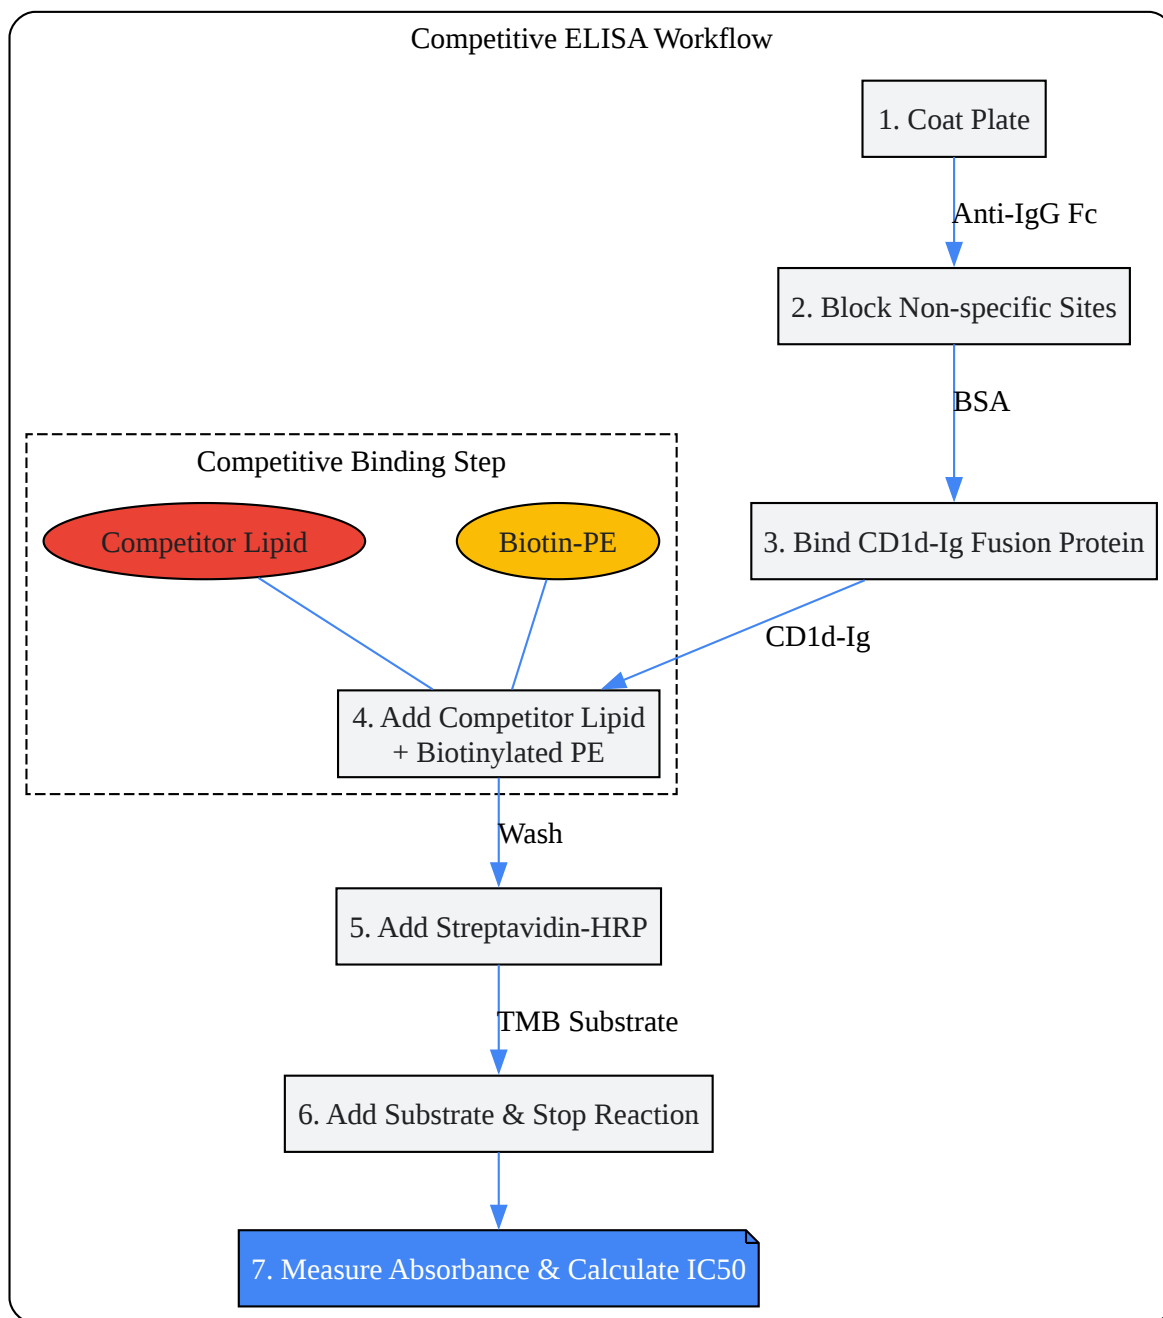 Competitive ELISA Workflow
1. Coat Plate
Anti-IgG Fc
2. Block Non-specific Sites
BSA
Competitive Binding Step
Competitor Lipid
Biotin-PE
3. Bind CD1d-Ig Fusion Protein
CD1d-Ig
4. Add Competitor Lipid
+ Biotinylated PE
Wash
5. Add Streptavidin-HRP
TMB Substrate
6. Add Substrate & Stop Reaction
7. Measure Absorbance & Calculate IC50